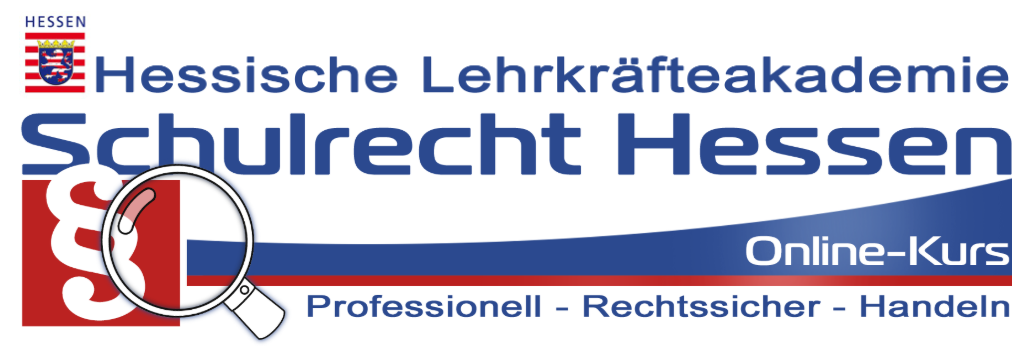 HESSEN
Hessische Lehrkräfteakademie
Schulrecht Hessen
§
Online-Kurs
Professionell - Rechtssicher - Handeln